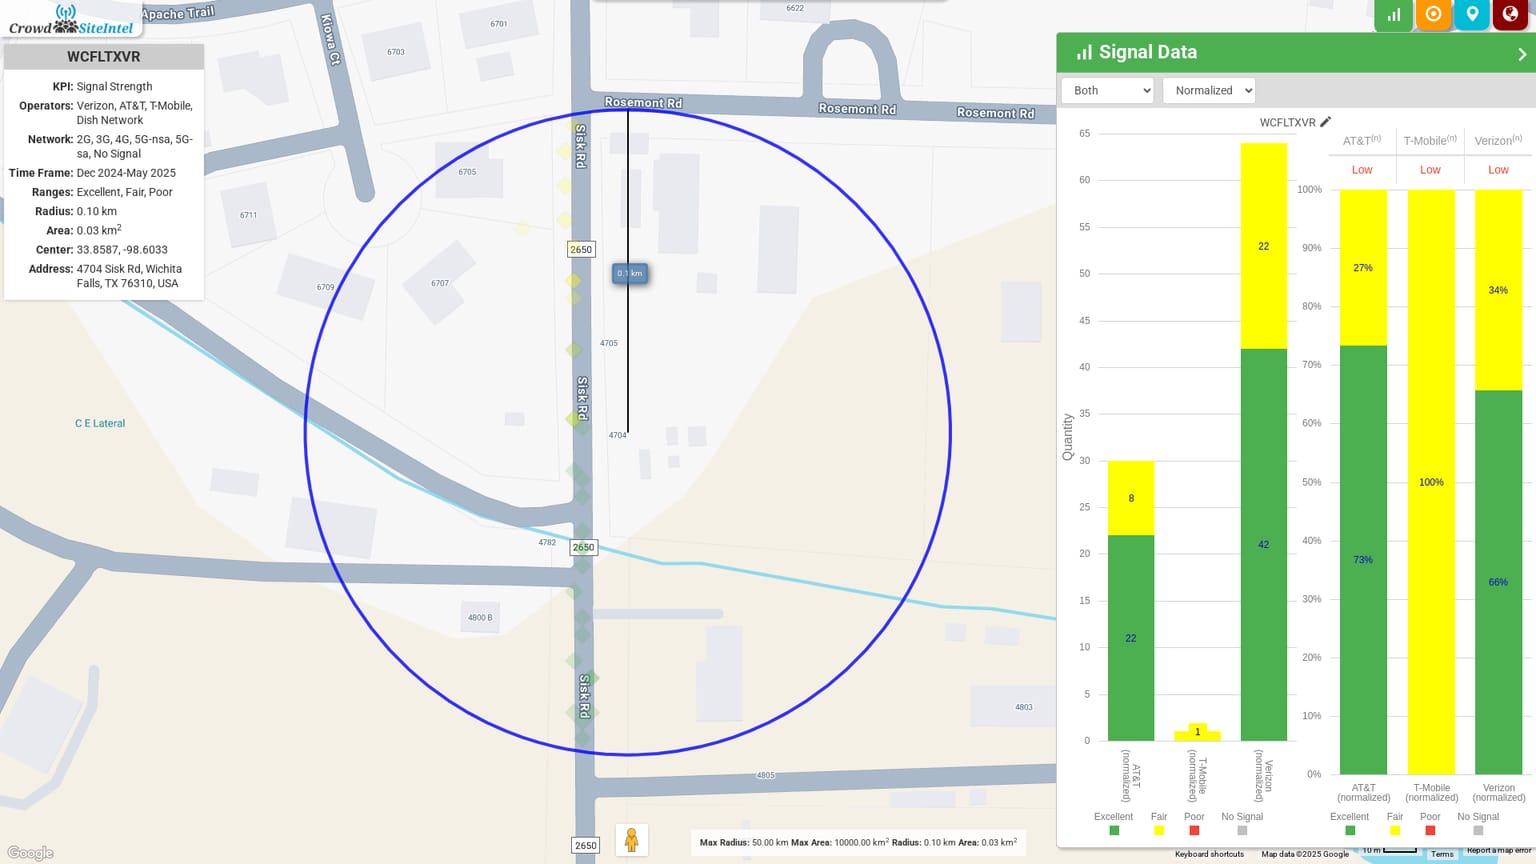 Crowd SiteIntel
WCFLTXVR
KPI: Signal Strength
Operators: Verizon, AT&T, T-Mobile,
Dish Network
Network: 2G, 3G, 4G, 5G-nsa, 5G-
sa, No Signal
Time Frame: Dec 2024-May 2025
Ranges: Excellent, Fair, Poor
Radius: 0.10 km
Area: 0.03 km²
Center: 33.8587, -98.6033
Address: 4704 Sisk Rd, Wichita
Falls, TX 76310, USA
Apache Trail
Kiowa Ct
6701
6703
6622
Rosemont Rd
Rosemont Rd
Rosemont Rd
Sisk Rd
6705
6711
2650
0.1 km
6709
6707
4705
Sisk Rd
C E Lateral
4704
4782
2650
4800 B
Sisk Rd
4803
4805
2650
Google
Max Radius: 50.00 km Max Area: 10000.00 km² Radius: 0.10 km Area: 0.03 km²
Keyboard shortcuts
Map data ©2025 Google
10 m
Terms
Report a map error
Signal Data
Both
Normalized
WCFLTXVR
Quantity
65
60
55
50
45
40
35
30
25
20
15
10
5
0
8
22
1
22
42
AT&T
(normalized)
T-Mobile
(normalized)
Verizon
(normalized)
Excellent
Fair
Poor
No Signal
AT&T(n)
T-Mobile(n)
Verizon(n)
Low
Low
Low
100%
90%
80%
70%
60%
50%
40%
30%
20%
10%
0%
27%
73%
100%
34%
66%
AT&T
(normalized)
T-Mobile
(normalized)
Verizon
(normalized)
Excellent
Fair
Poor
No Signal